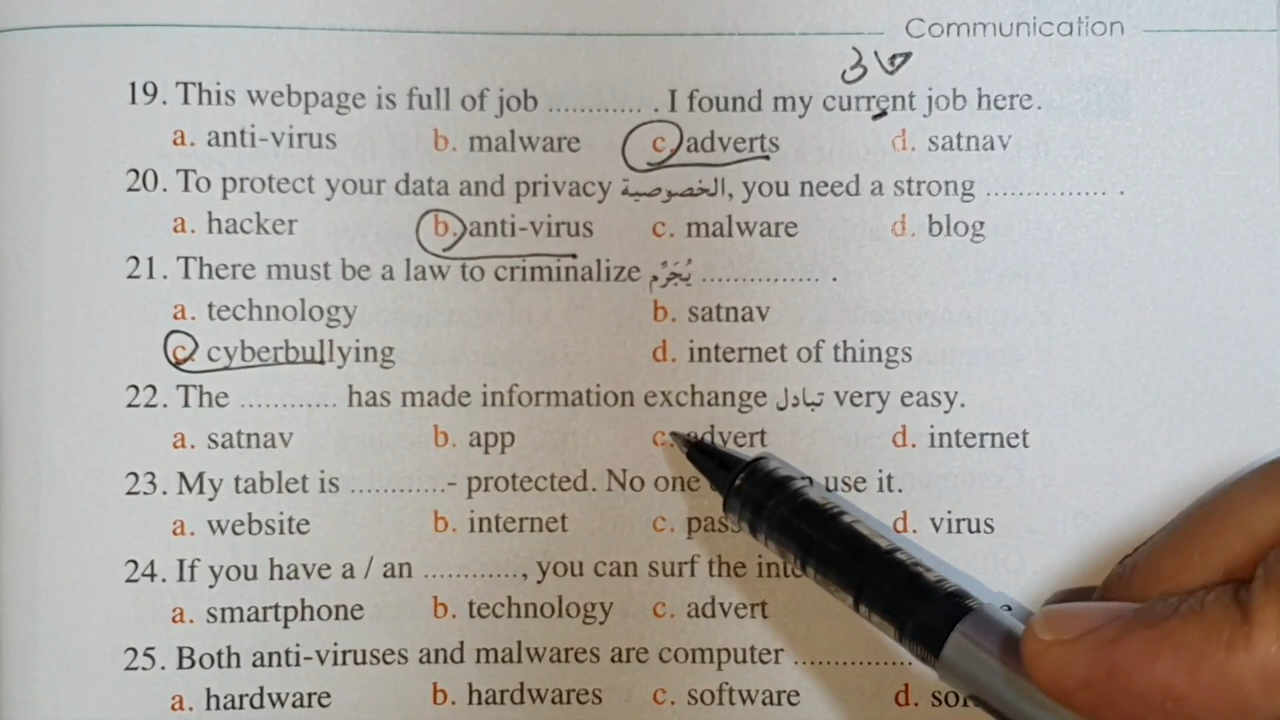 Communication
19. This webpage is full of job ............ . I found my current job here.
a. anti-virus b. malware c. adverts d. satnav
20. To protect your data and privacy الخصوصية, you need a strong ............... .
a. hacker b. anti-virus c. malware d. blog
21. There must be a law to criminalize يُجَرِّم ............... .
a. technology b. satnav
c. cyberbullying d. internet of things
22. The ............ has made information exchange تبادل very easy.
a. satnav b. app c. advert d. internet
23. My tablet is ............- protected. No one use it.
a. website b. internet c. d. virus
24. If you have a / an ............, you can surf the
a. smartphone b. technology c. advert
25. Both anti-viruses and malwares are computer ...............
a. hardware b. hardwares c. software d.